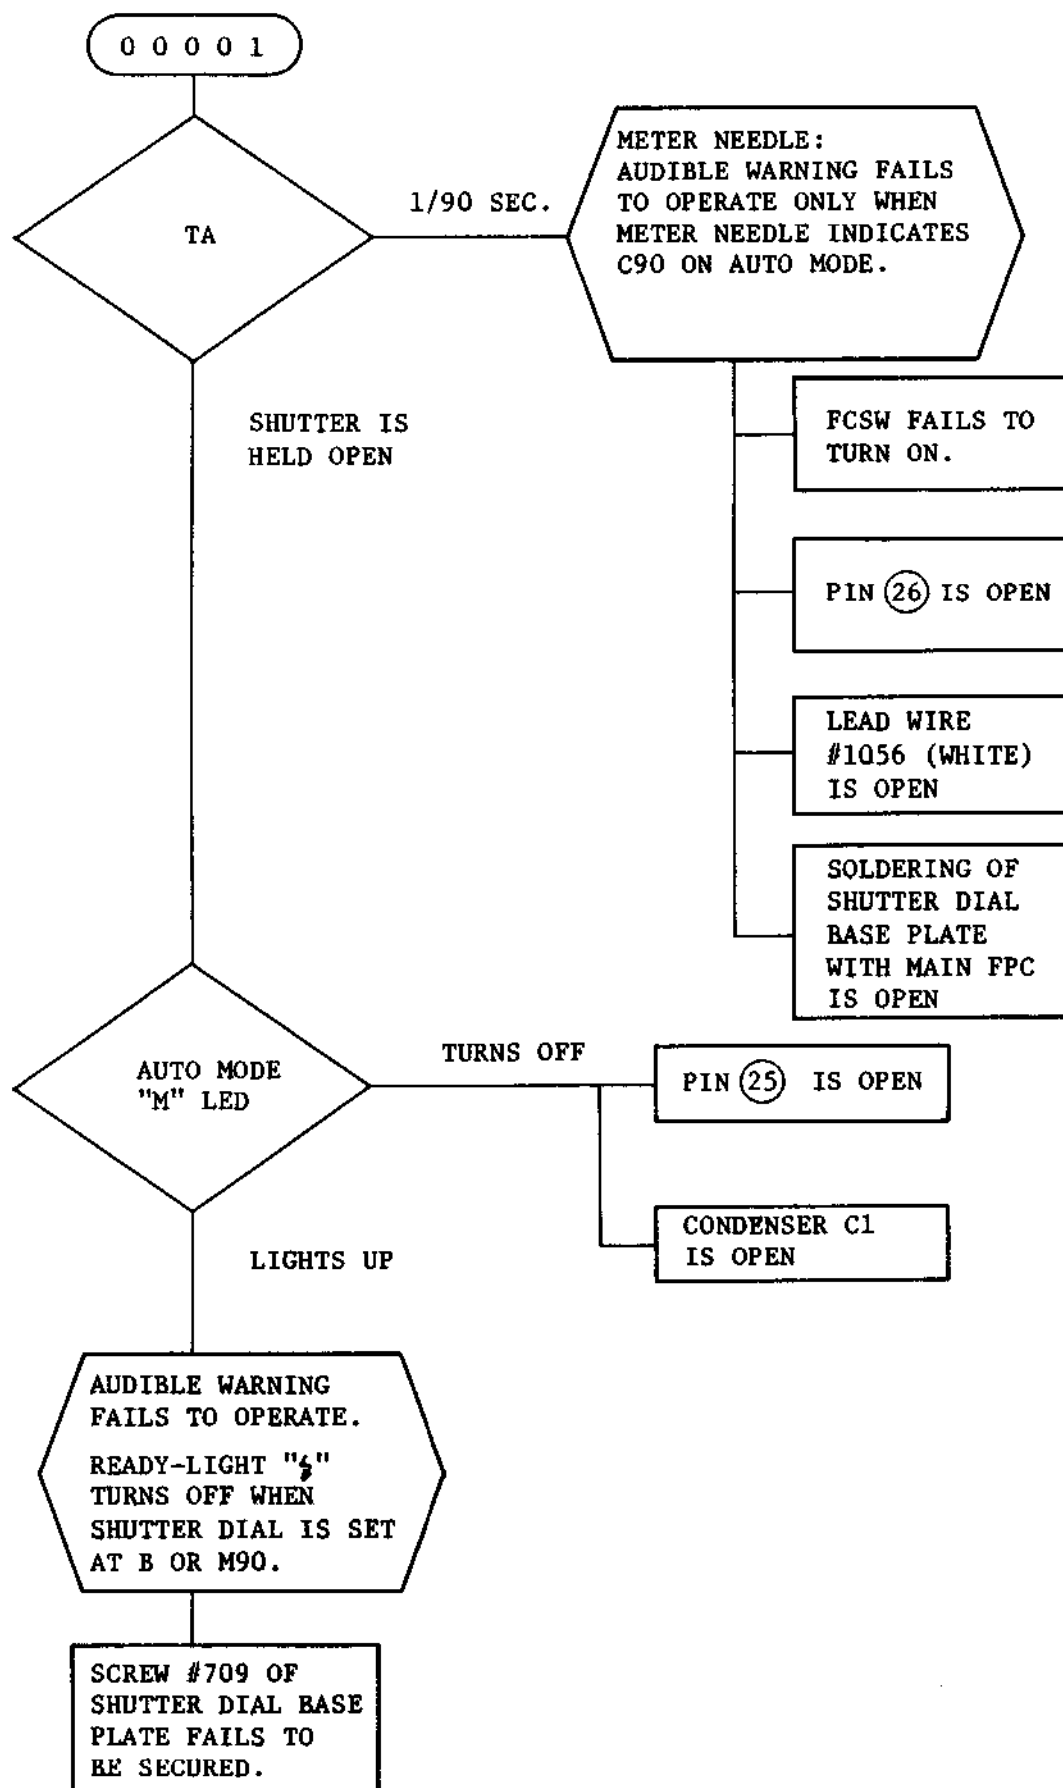 0 0 0 0 1
TA
1/90 SEC.
METER NEEDLE:
AUDIBLE WARNING FAILS
TO OPERATE ONLY WHEN
METER NEEDLE INDICATES
C90 ON AUTO MODE.
SHUTTER IS
HELD OPEN
FCSW FAILS TO
TURN ON.
PIN 26 IS OPEN
LEAD WIRE
#1056 (WHITE)
IS OPEN
SOLDERING OF
SHUTTER DIAL
BASE PLATE
WITH MAIN FPC
IS OPEN
AUTO MODE
"M" LED
TURNS OFF
PIN 25 IS OPEN
CONDENSER C1
IS OPEN
LIGHTS UP
AUDIBLE WARNING
FAILS TO OPERATE.
READY-LIGHT "⚡"
TURNS OFF WHEN
SHUTTER DIAL IS SET
AT B OR M90.
SCREW #709 OF
SHUTTER DIAL BASE
PLATE FAILS TO
BE SECURED.